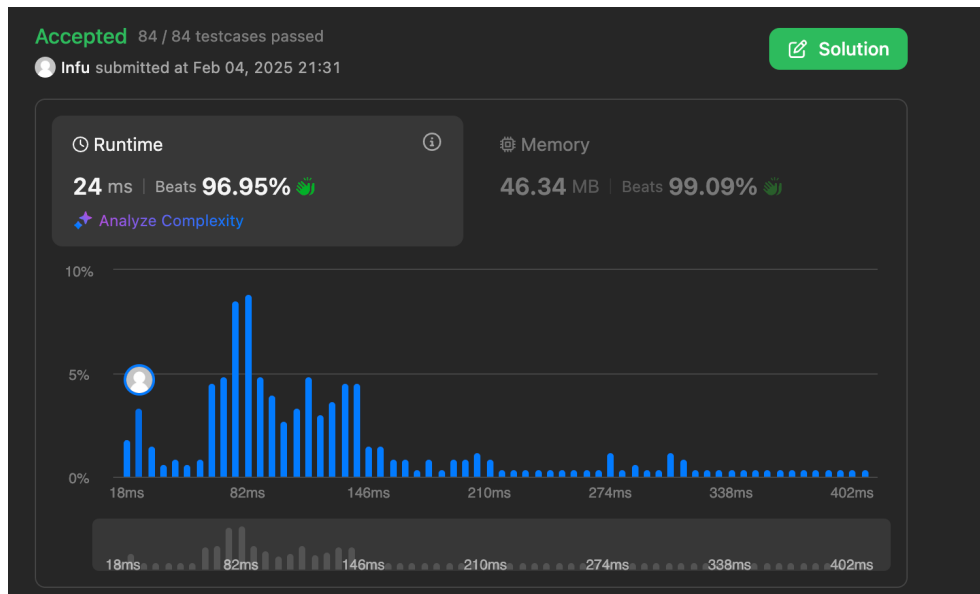 Accepted 84 / 84 testcases passed
Solution
Infu submitted at Feb 04, 2025 21:31
Runtime
Memory
24 ms | Beats 96.95%
46.34 MB | Beats 99.09%
Analyze Complexity
10%
5%
0%
18ms 82ms 146ms 210ms 274ms 338ms 402ms
18ms 82ms 146ms 210ms 274ms 338ms 402ms